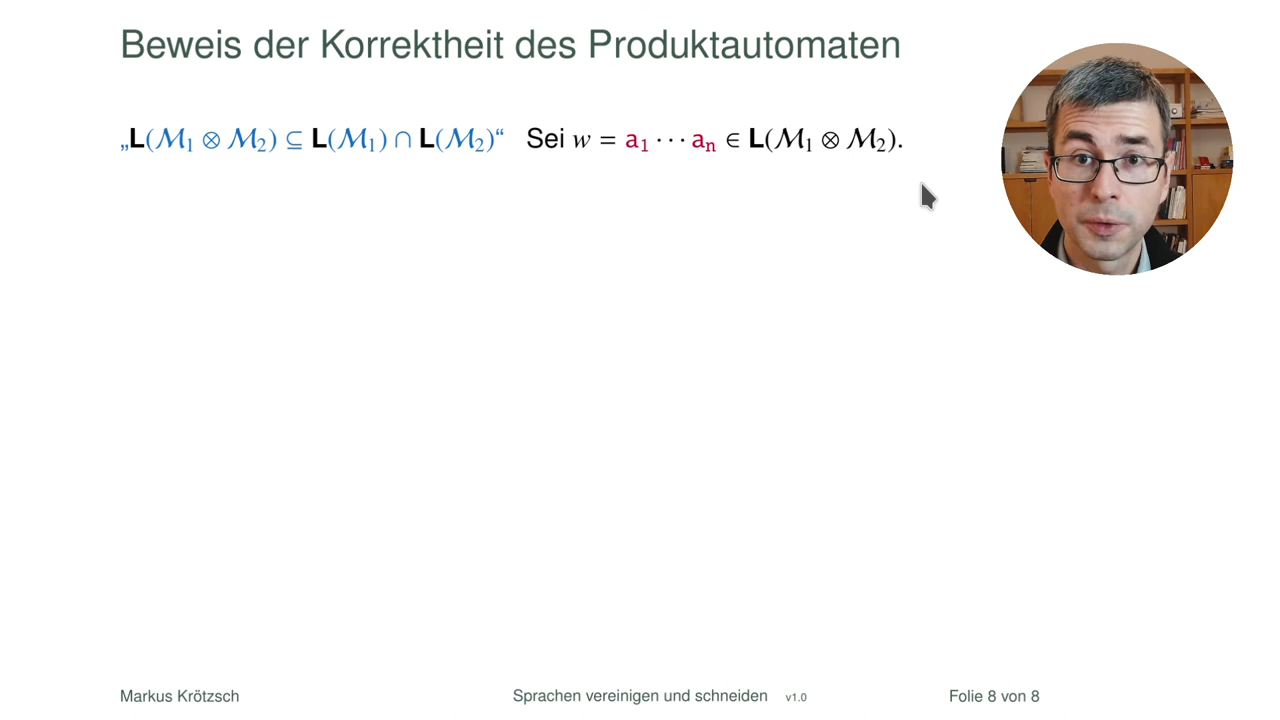 Beweis der Korrektheit des Produktautomaten
„L(ℳ₁ ⊗ ℳ₂) ⊆ L(ℳ₁) ∩ L(ℳ₂)“ Sei w = a₁ ⋯ aₙ ∈ L(ℳ₁ ⊗ ℳ₂).
Markus Krötzsch Sprachen vereinigen und schneiden v1.0 Folie 8 von 8